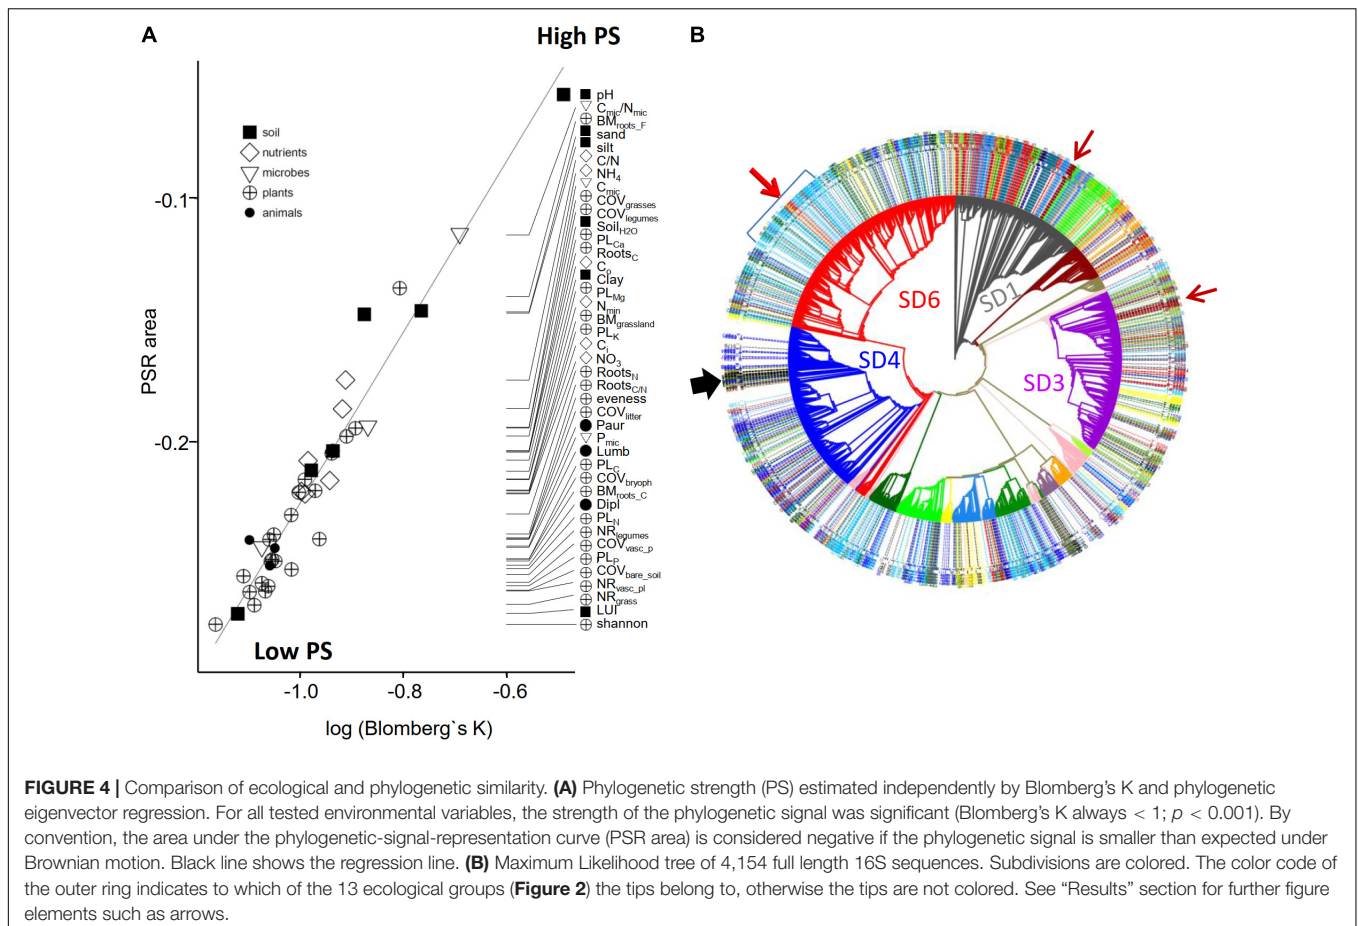 A
High PS
B
PSR area
-0.1
-0.2
soil
nutrients
microbes
plants
animals
pH
Cmic/Nmic
BMroots_F
sand
silt
C/N
NH4
Cmic
COVgrasses
COVlegumes
SoilH2O
PLCa
RootsC
Cp
Clay
PLMg
Nmin
BMgrassland
PLK
Ci
NO3
RootsN
RootsC/N
eveness
COVlitter
Paur
Pmic
Lumb
PLC
COVbryoph
BMroots_C
Dipl
PLN
NRlegumes
COVvasc_p
PLP
COVbare_soil
NRvasc_pl
NRgrass
LUI
shannon
Low PS
-1.0 -0.8 -0.6
log (Blomberg`s K)
SD6
SD1
SD4
SD3
FIGURE 4 | Comparison of ecological and phylogenetic similarity. (A) Phylogenetic strength (PS) estimated independently by Blomberg's K and phylogenetic
eigenvector regression. For all tested environmental variables, the strength of the phylogenetic signal was significant (Blomberg's K always < 1; p < 0.001). By
convention, the area under the phylogenetic-signal-representation curve (PSR area) is considered negative if the phylogenetic signal is smaller than expected under
Brownian motion. Black line shows the regression line. (B) Maximum Likelihood tree of 4,154 full length 16S sequences. Subdivisions are colored. The color code of
the outer ring indicates to which of the 13 ecological groups (Figure 2) the tips belong to, otherwise the tips are not colored. See "Results" section for further figure
elements such as arrows.